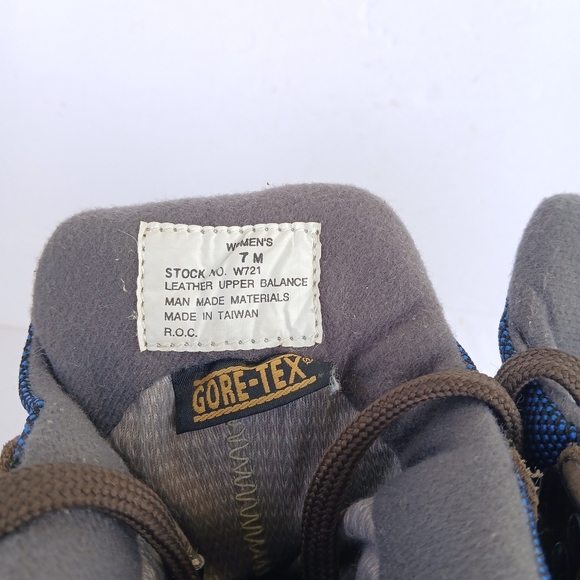 WOMEN'S
7 M
STOCK NO. W721
LEATHER UPPER BALANCE
MAN MADE MATERIALS
MADE IN TAIWAN
R.O.C.
GORE-TEX®